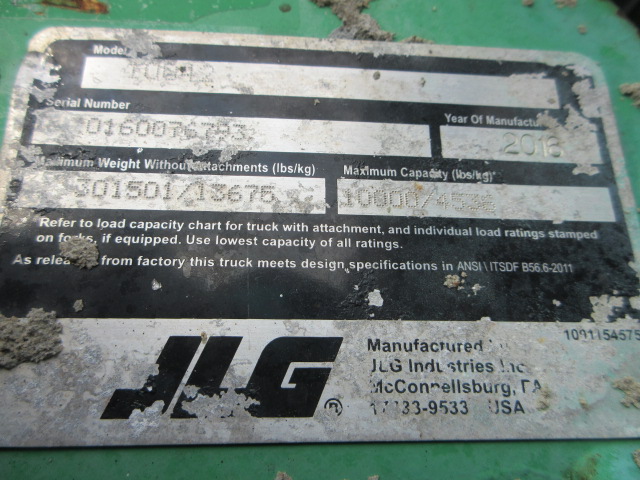 Model
Serial Number
Year Of Manufacture
2016
Maximum Weight Without Attachments (lbs/kg)
Maximum Capacity (lbs/kg)*
301501/13675
10000/4536
Refer to load capacity chart for truck with attachment, and individual load ratings stamped
on forks, if equipped. Use lowest capacity of all ratings.
As released from factory this truck meets design specifications in ANSI \ ITSDF B56.6-2011
JLG®
Manufactured
1001154575
JLG Industries Inc.
McConnellsburg, PA
17233-9533 USA